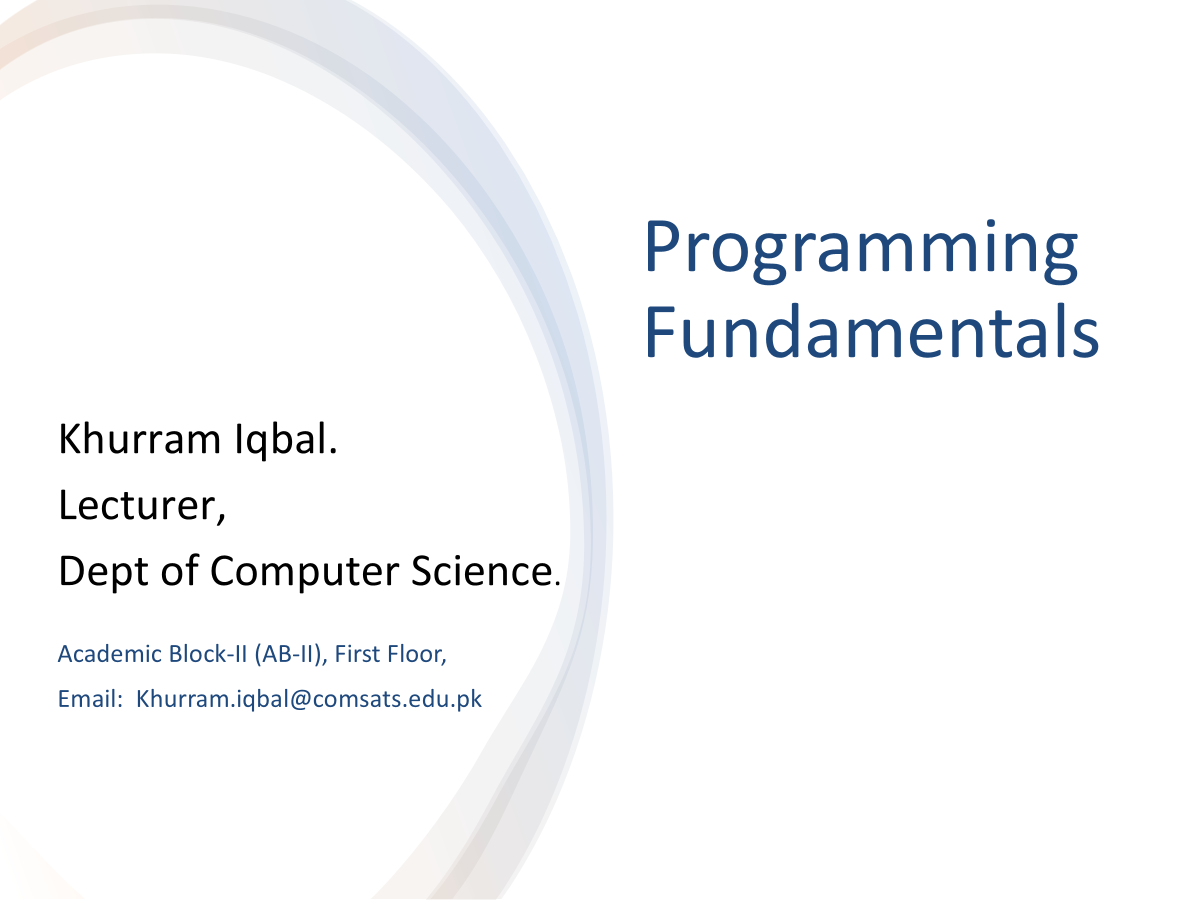 Programming
Fundamentals
Khurram Iqbal.
Lecturer,
Dept of Computer Science.
Academic Block-II (AB-II), First Floor,
Email:  Khurram.iqbal@comsats.edu.pk